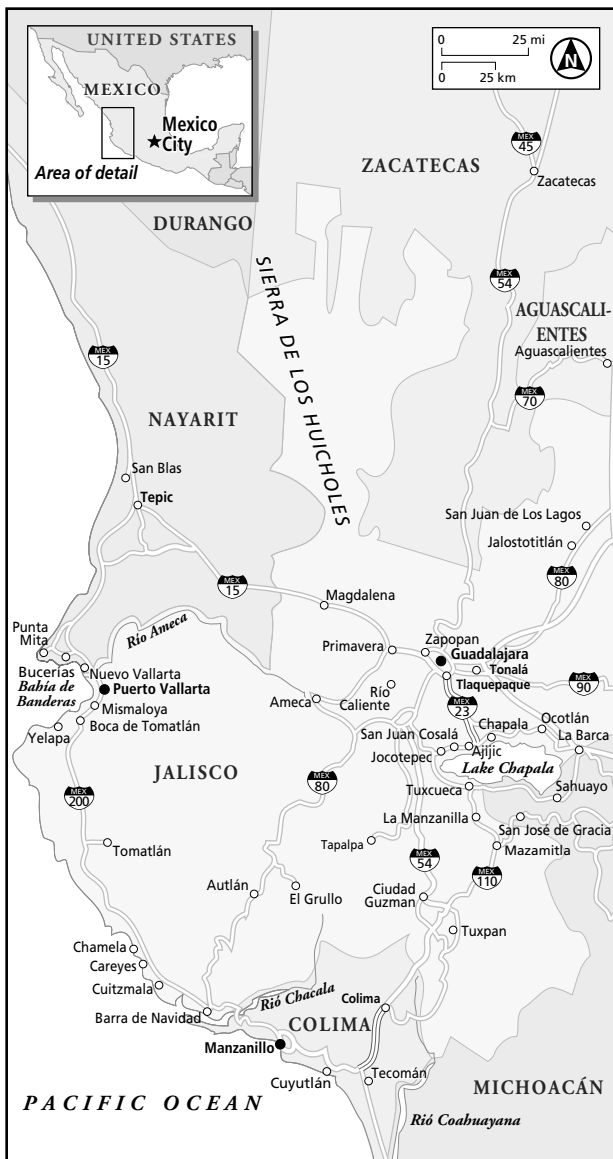 UNITED STATES
MEXICO
Mexico
City
Area of detail
0 25 mi
0 25 km
N
ZACATECAS
MEX
45
Zacatecas
DURANGO
SIERRA DE LOS HUICHOLES
MEX
54
AGUASCALI-
ENTES
Aguascalientes
MEX
15
MEX
70
NAYARIT
San Blas
Tepic
San Juan de Los Lagos
Jalostotitlán
MEX
80
MEX
15
Magdalena
Punta
Mita
Río Ameca
Primavera
Zapopan
Guadalajara
Tonalá
Tlaquepaque
MEX
90
Bucerías
Nuevo Vallarta
Bahía de
Banderas
Puerto Vallarta
Mismaloya
Boca de Tomatlán
Yelapa
Ameca
Río
Caliente
MEX
23
Chapala
Ocotlán
La Barca
San Juan Cosalá
Ajijic
Jocotepec
Lake Chapala
JALISCO
MEX
80
Tuxcueca
Sahuayo
MEX
200
La Manzanilla
San José de Gracia
Mazamitla
Tomatlán
Tapalpa
MEX
54
MEX
110
Autlán
El Grullo
Ciudad
Guzman
Tuxpan
Chamela
Careyes
Cuitzmala
Rió Chacala
Colima
Barra de Navidad
COLIMA
Manzanillo
Cuyutlán
Tecomán
MICHOACÁN
PACIFIC OCEAN
Rió Coahuayana